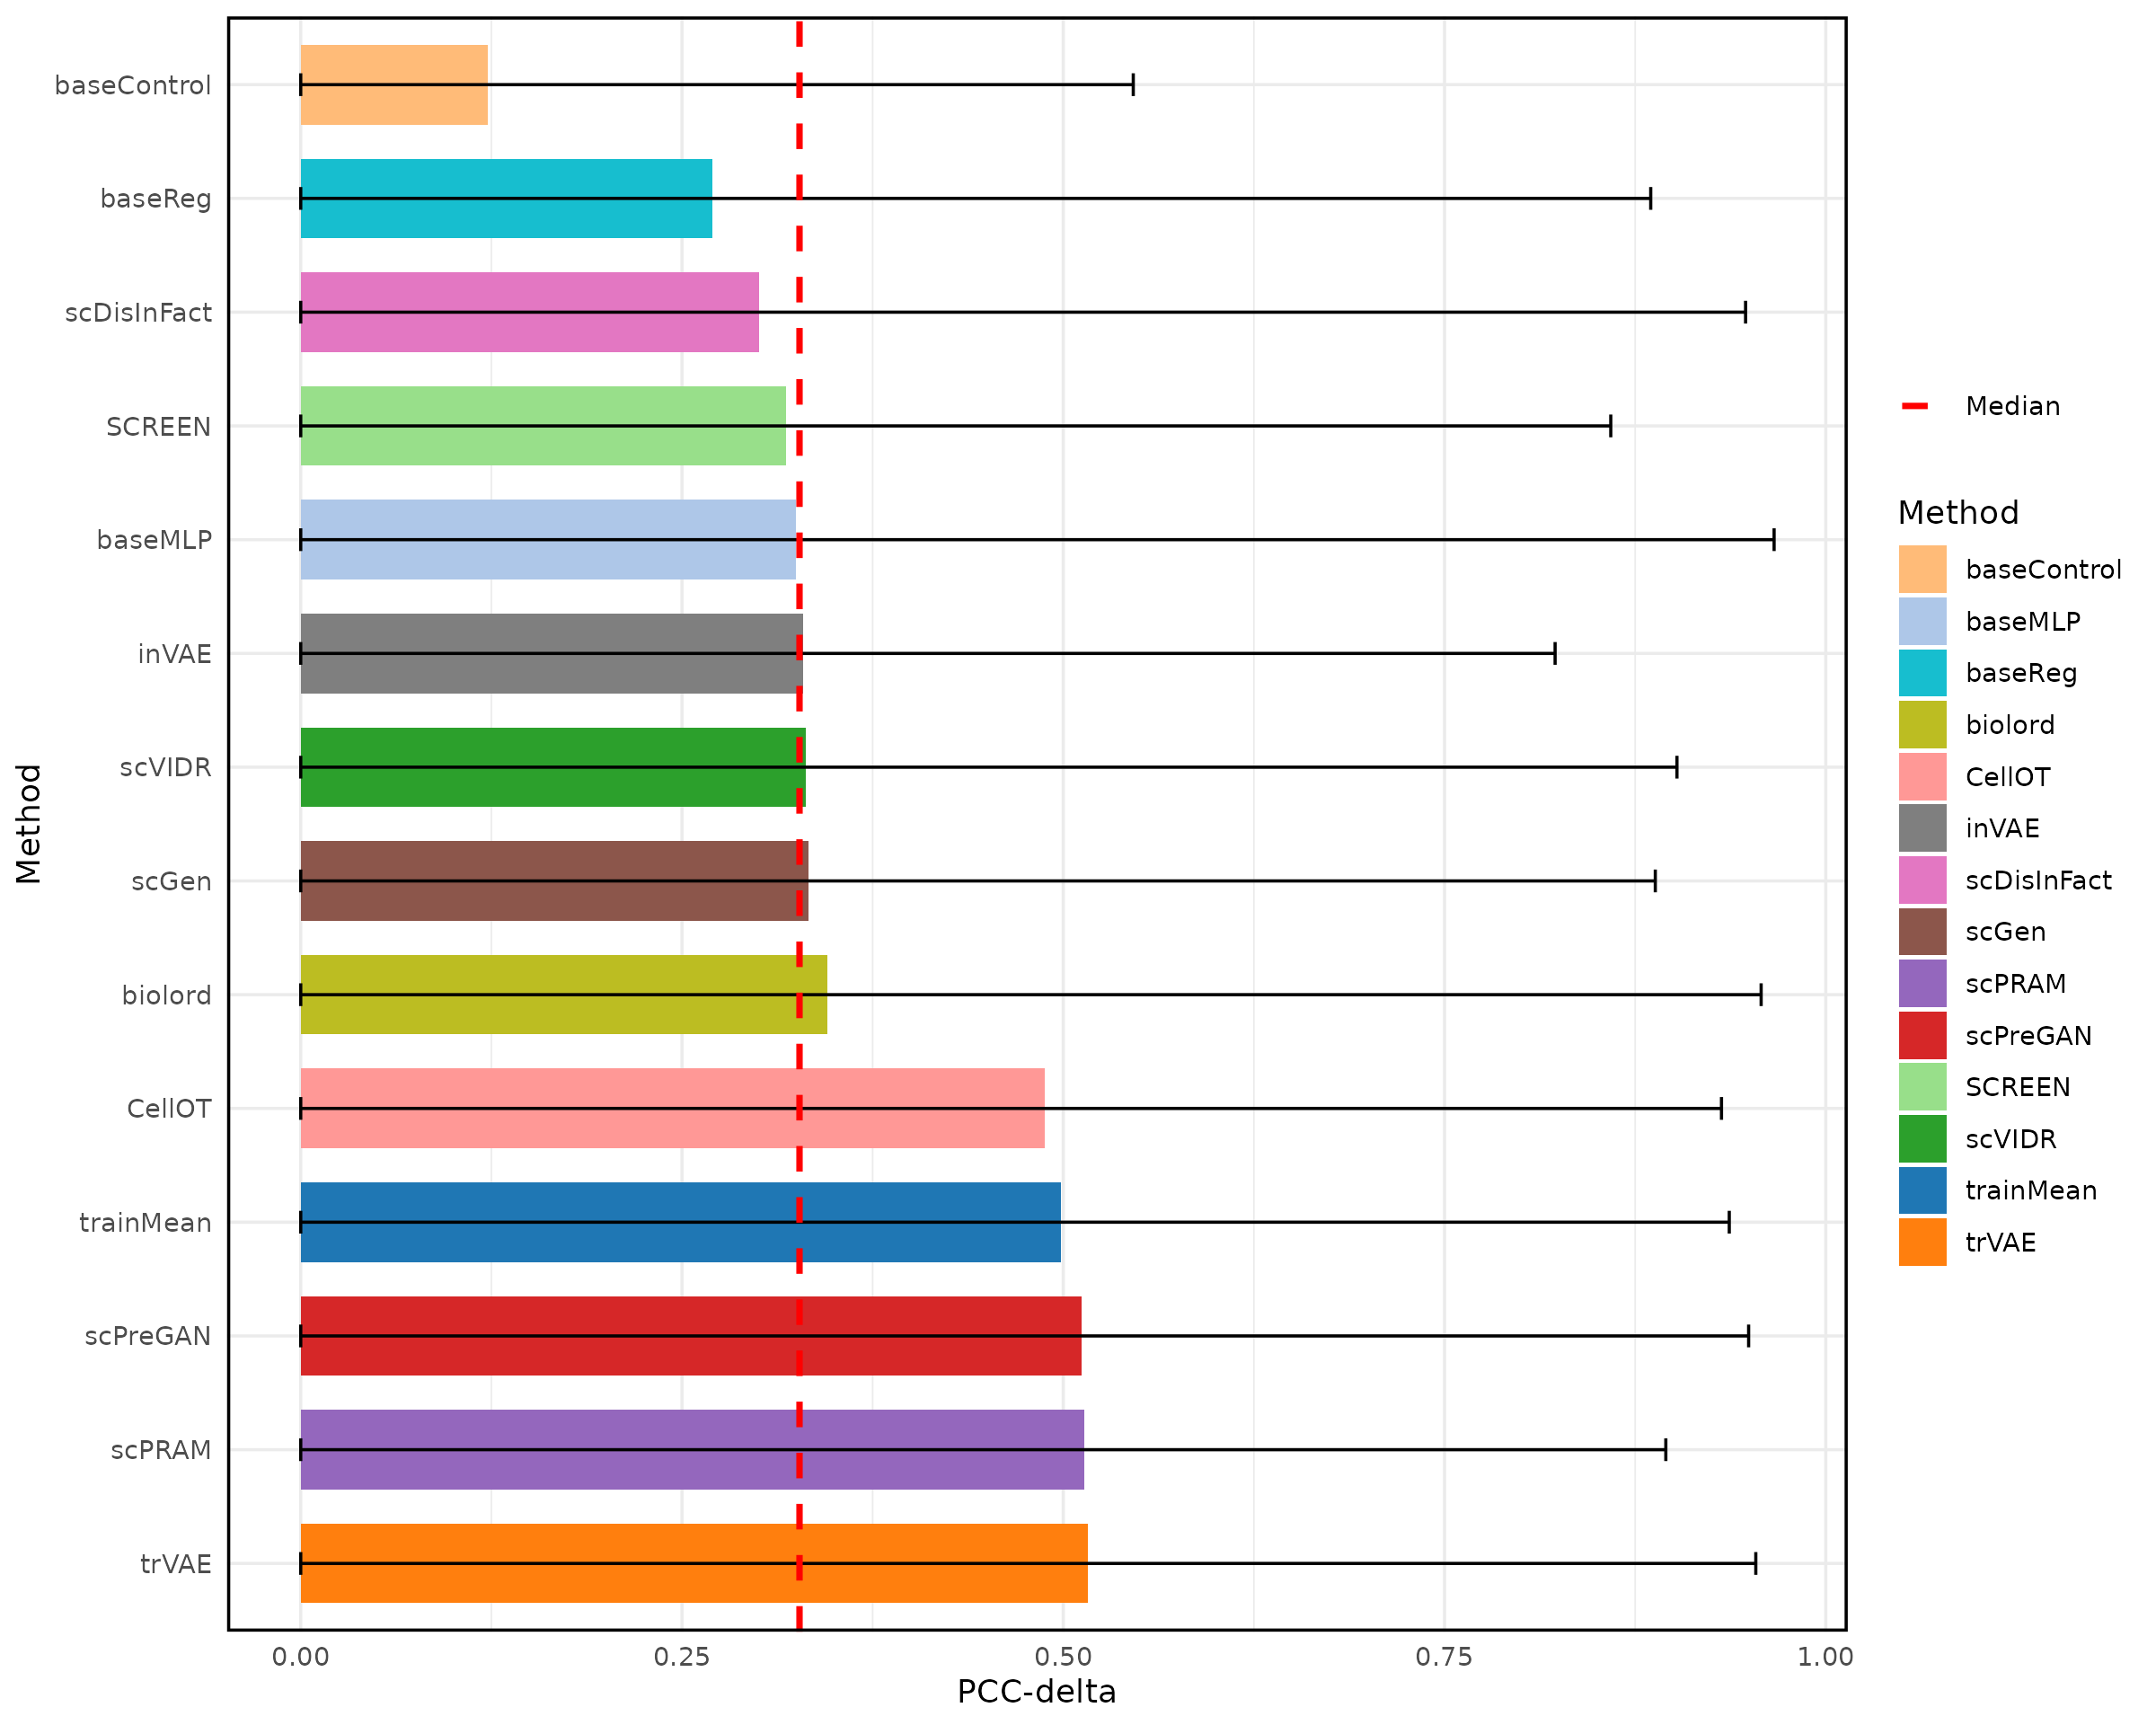 baseControl
baseReg
scDisInFact
SCREEN
baseMLP
inVAE
scVIDR
scGen
biolord
CellOT
trainMean
scPreGAN
scPRAM
trVAE
Method
0.00 0.25 0.50 0.75 1.00
PCC-delta
Median
Method
baseControl
baseMLP
baseReg
biolord
CellOT
inVAE
scDisInFact
scGen
scPRAM
scPreGAN
SCREEN
scVIDR
trainMean
trVAE